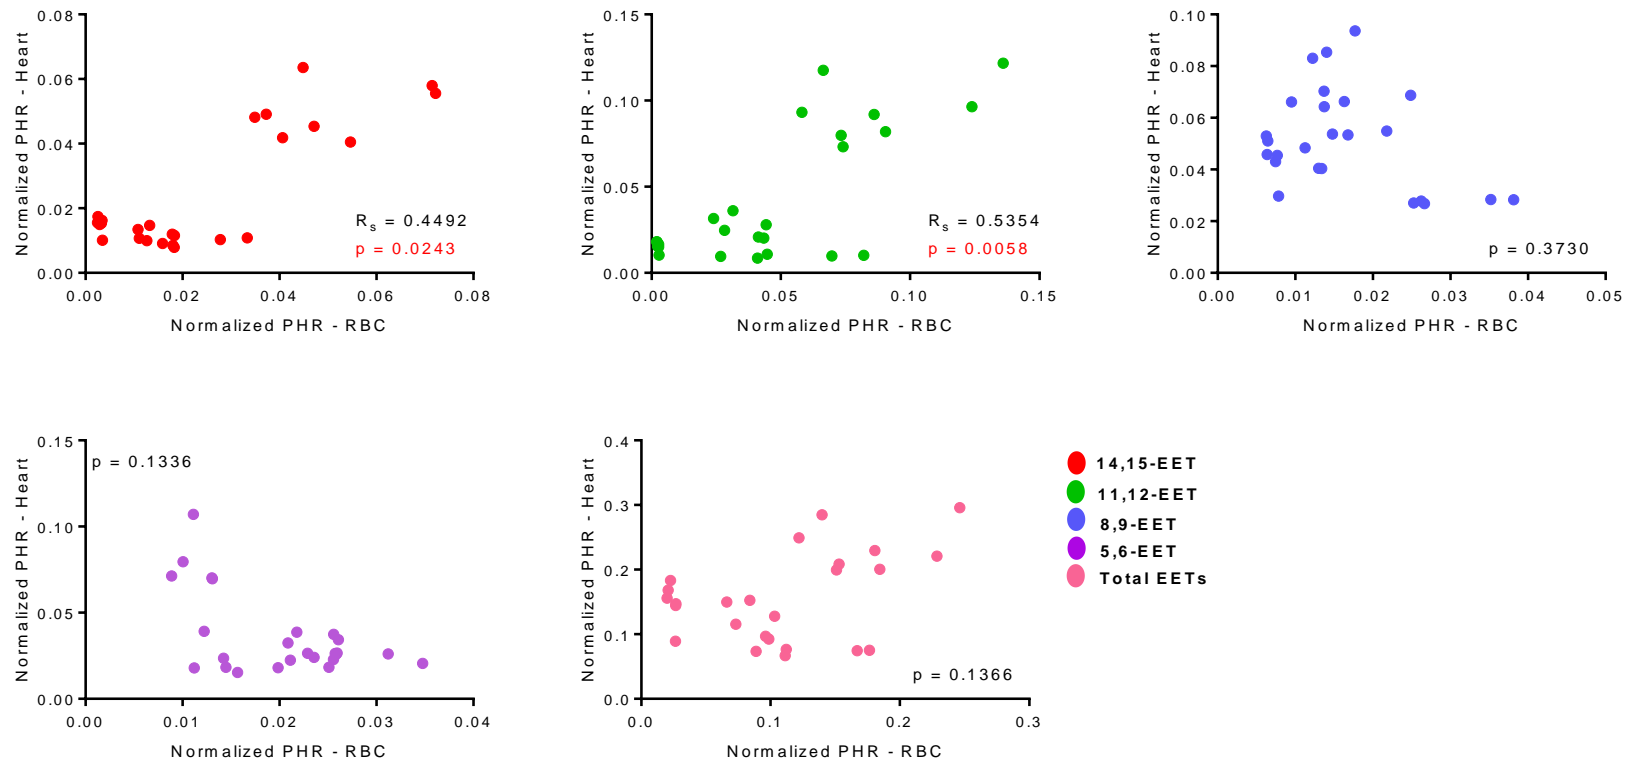 0.08
0.06
0.04
0.02
0.00
Normalized PHR - Heart
Rs = 0.4492
p = 0.0243
0.00 0.02 0.04 0.06 0.08
Normalized PHR - RBC
0.15
0.10
0.05
0.00
Normalized PHR - Heart
Rs = 0.5354
p = 0.0058
0.00 0.05 0.10 0.15
Normalized PHR - RBC
0.10
0.08
0.06
0.04
0.02
0.00
Normalized PHR - Heart
p = 0.3730
0.00 0.01 0.02 0.03 0.04 0.05
Normalized PHR - RBC
0.15
0.10
0.05
0.00
Normalized PHR - Heart
p = 0.1336
0.00 0.01 0.02 0.03 0.04
Normalized PHR - RBC
0.4
0.3
0.2
0.1
0.0
Normalized PHR - Heart
p = 0.1366
0.0 0.1 0.2 0.3
Normalized PHR - RBC
14,15-EET
11,12-EET
8,9-EET
5,6-EET
Total EETs